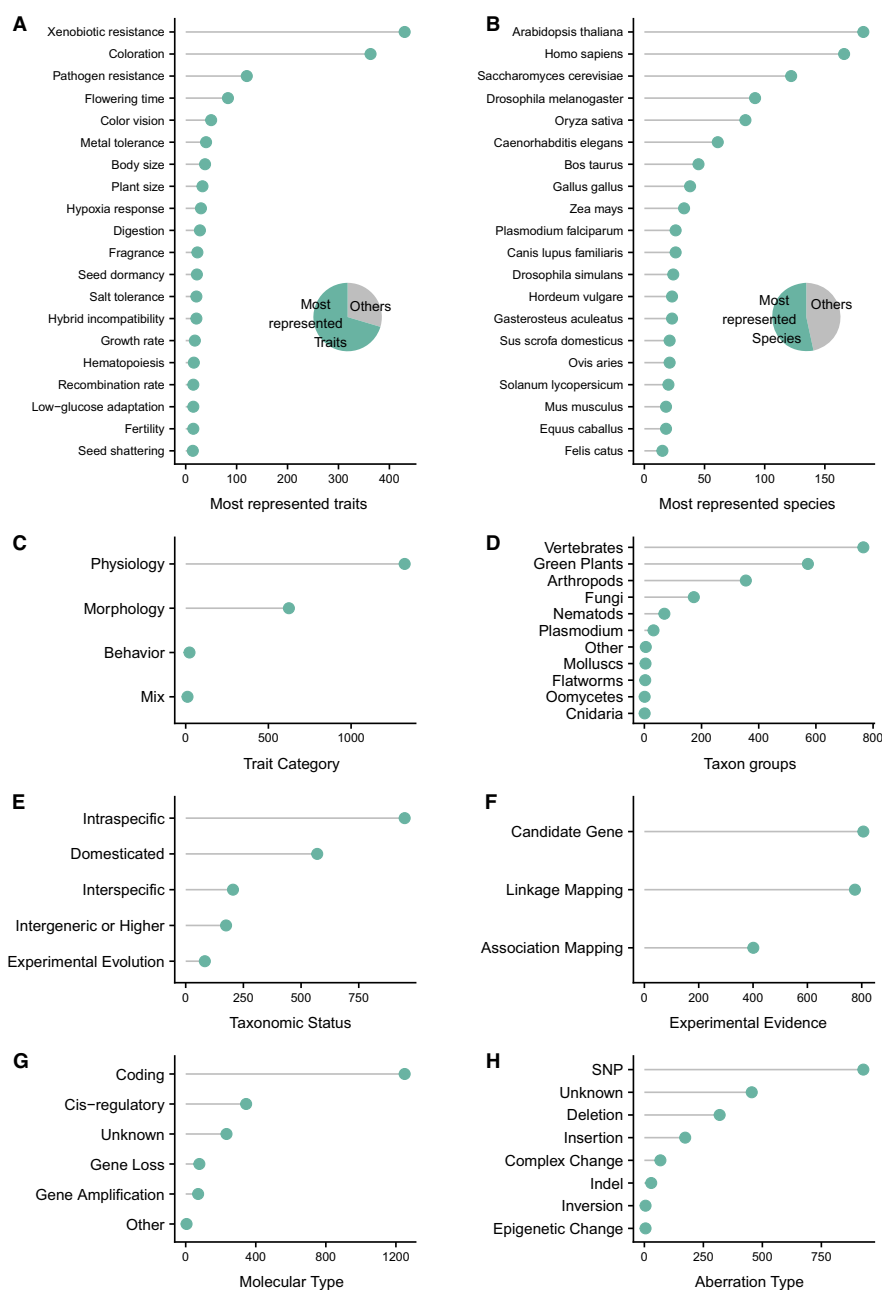 A
Xenobiotic resistance
Coloration
Pathogen resistance
Flowering time
Color vision
Metal tolerance
Body size
Plant size
Hypoxia response
Digestion
Fragrance
Seed dormancy
Salt tolerance
Hybrid incompatibility
Growth rate
Hematopoiesis
Recombination rate
Low−glucose adaptation
Fertility
Seed shattering
Most
represented
Traits
Others
0 100 200 300 400
Most represented traits
B
Arabidopsis thaliana
Homo sapiens
Saccharomyces cerevisiae
Drosophila melanogaster
Oryza sativa
Caenorhabditis elegans
Bos taurus
Gallus gallus
Zea mays
Plasmodium falciparum
Canis lupus familiaris
Drosophila simulans
Hordeum vulgare
Gasterosteus aculeatus
Sus scrofa domesticus
Ovis aries
Solanum lycopersicum
Mus musculus
Equus caballus
Felis catus
Most
represented
Species
Others
0 50 100 150
Most represented species
C
Physiology
Morphology
Behavior
Mix
0 500 1000
Trait Category
D
Vertebrates
Green Plants
Arthropods
Fungi
Nematods
Plasmodium
Other
Molluscs
Flatworms
Oomycetes
Cnidaria
0 200 400 600 800
Taxon groups
E
Intraspecific
Domesticated
Interspecific
Intergeneric or Higher
Experimental Evolution
0 250 500 750
Taxonomic Status
F
Candidate Gene
Linkage Mapping
Association Mapping
0 200 400 600 800
Experimental Evidence
G
Coding
Cis−regulatory
Unknown
Gene Loss
Gene Amplification
Other
0 400 800 1200
Molecular Type
H
SNP
Unknown
Deletion
Insertion
Complex Change
Indel
Inversion
Epigenetic Change
0 250 500 750
Aberration Type